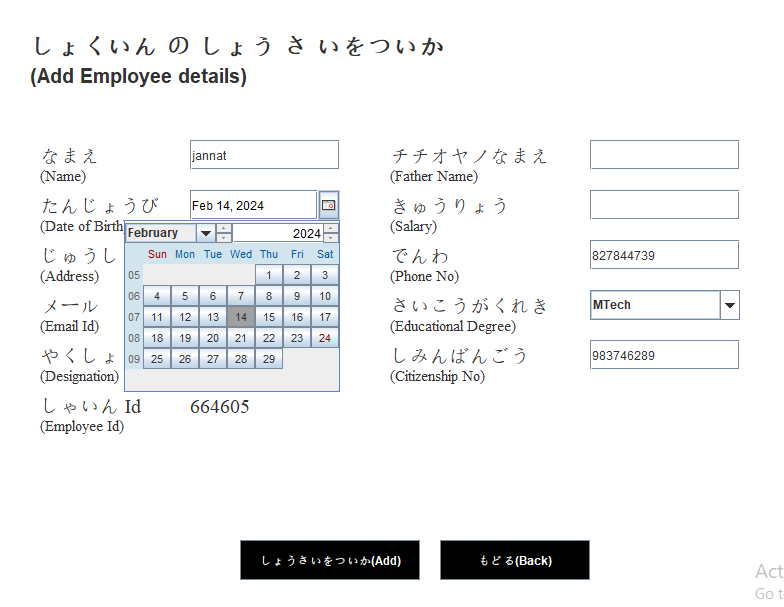 しょくいん の しょう さ いをついか
(Add Employee details)
なまえ
(Name)
jannat
チチオヤノなまえ
(Father Name)
たんじょうび
(Date of Birth
Feb 14, 2024
きゅうりょう
(Salary)
February 2024
Sun Mon Tue Wed Thu Fri Sat
05 1 2 3
06 4 5 6 7 8 9 10
07 11 12 13 14 15 16 17
08 18 19 20 21 22 23 24
09 25 26 27 28 29
じゅうし
(Address)
でんわ
(Phone No)
827844739
メール
(Email Id)
さいこうがくれき
(Educational Degree)
MTech
やくしょ
(Designation)
しみんばんごう
(Citizenship No)
983746289
しゃいん Id
(Employee Id)
664605
しょうさいをついか(Add)
もどる(Back)
Act
Go t